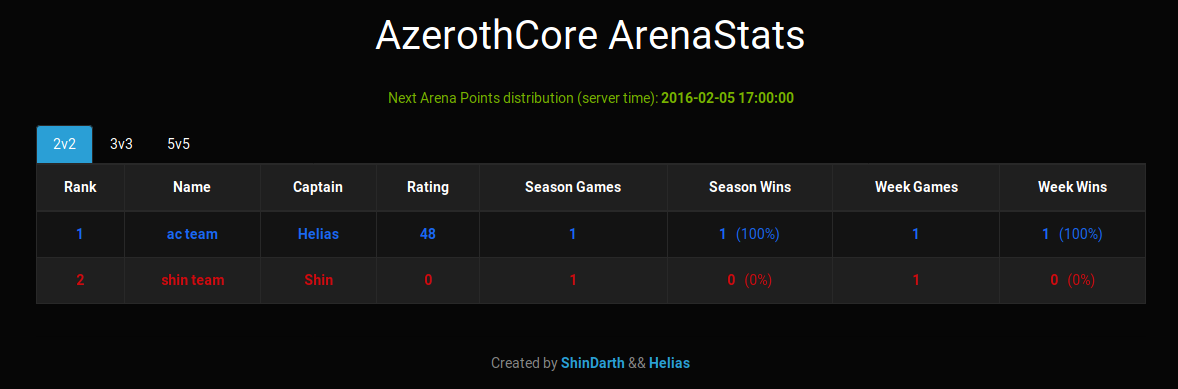 AzerothCore ArenaStats
Next Arena Points distribution (server time): 2016-02-05 17:00:00
2v2 3v3 5v5
Rank Name Captain Rating Season Games Season Wins Week Games Week Wins
1 ac team Helias 48 1 1 (100%) 1 1 (100%)
2 shin team Shin 0 1 0 (0%) 1 0 (0%)
Created by ShinDarth && Helias